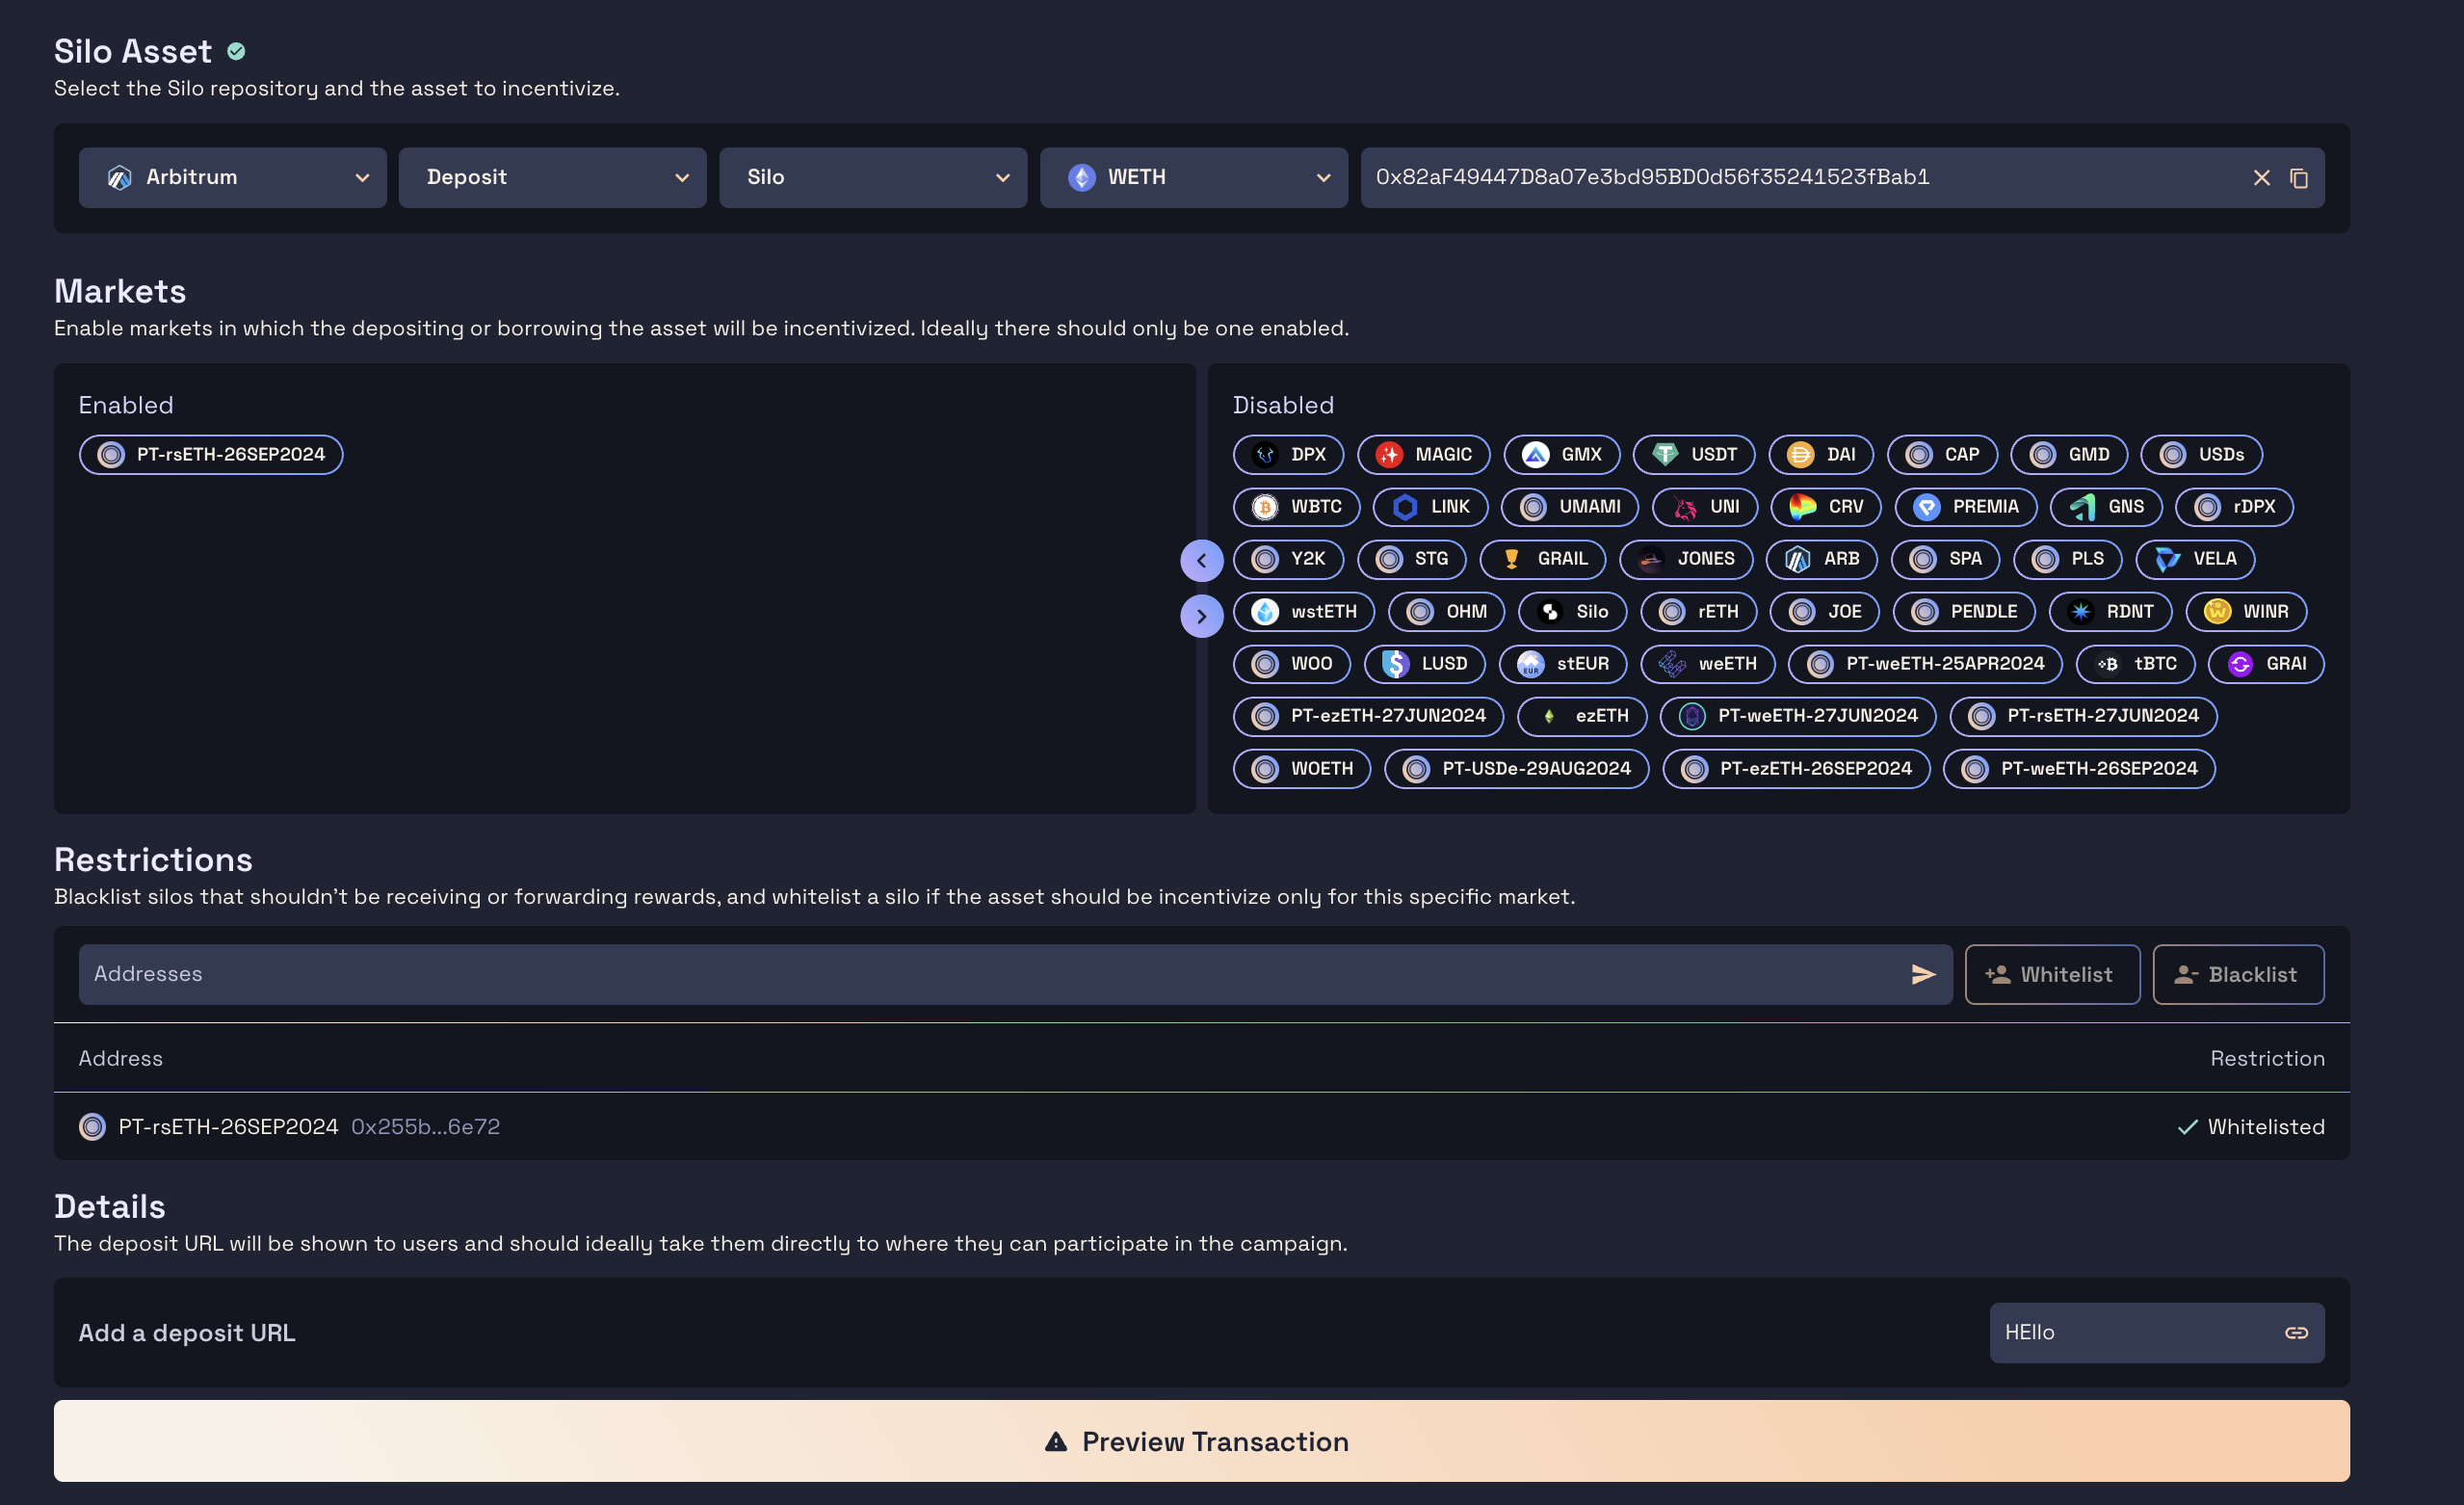 Silo Asset
Select the Silo repository and the asset to incentivize.
Arbitrum Deposit Silo WETH 0x82aF49447D8a07e3bd95BD0d56f35241523fBab1
Markets
Enable markets in which the depositing or borrowing the asset will be incentivized. Ideally there should only be one enabled.
Enabled
PT-rsETH-26SEP2024
Disabled
DPX MAGIC GMX USDT DAI CAP GMD USDs
WBTC LINK UMAMI UNI CRV PREMIA GNS rDPX
Y2K STG GRAIL JONES ARB SPA PLS VELA
wstETH OHM Silo rETH JOE PENDLE RDNT WINR
WOO LUSD stEUR weETH PT-weETH-25APR2024 tBTC GRAI
PT-ezETH-27JUN2024 ezETH PT-weETH-27JUN2024 PT-rsETH-27JUN2024
WOETH PT-USDe-29AUG2024 PT-ezETH-26SEP2024 PT-weETH-26SEP2024
Restrictions
Blacklist silos that shouldn't be receiving or forwarding rewards, and whitelist a silo if the asset should be incentivize only for this specific market.
Addresses Whitelist Blacklist
Address Restriction
PT-rsETH-26SEP2024 0x255b...6e72 Whitelisted
Details
The deposit URL will be shown to users and should ideally take them directly to where they can participate in the campaign.
Add a deposit URL HEllo
Preview Transaction